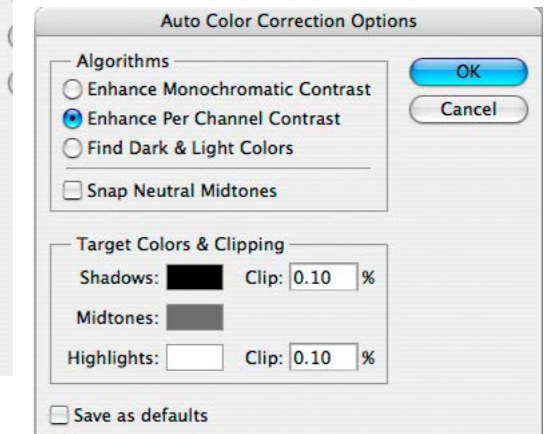 Auto Color Correction Options
Algorithms
Enhance Monochromatic Contrast
Enhance Per Channel Contrast
Find Dark & Light Colors
Snap Neutral Midtones
OK
Cancel
Target Colors & Clipping
Shadows: Clip: 0.10 %
Midtones:
Highlights: Clip: 0.10 %
Save as defaults